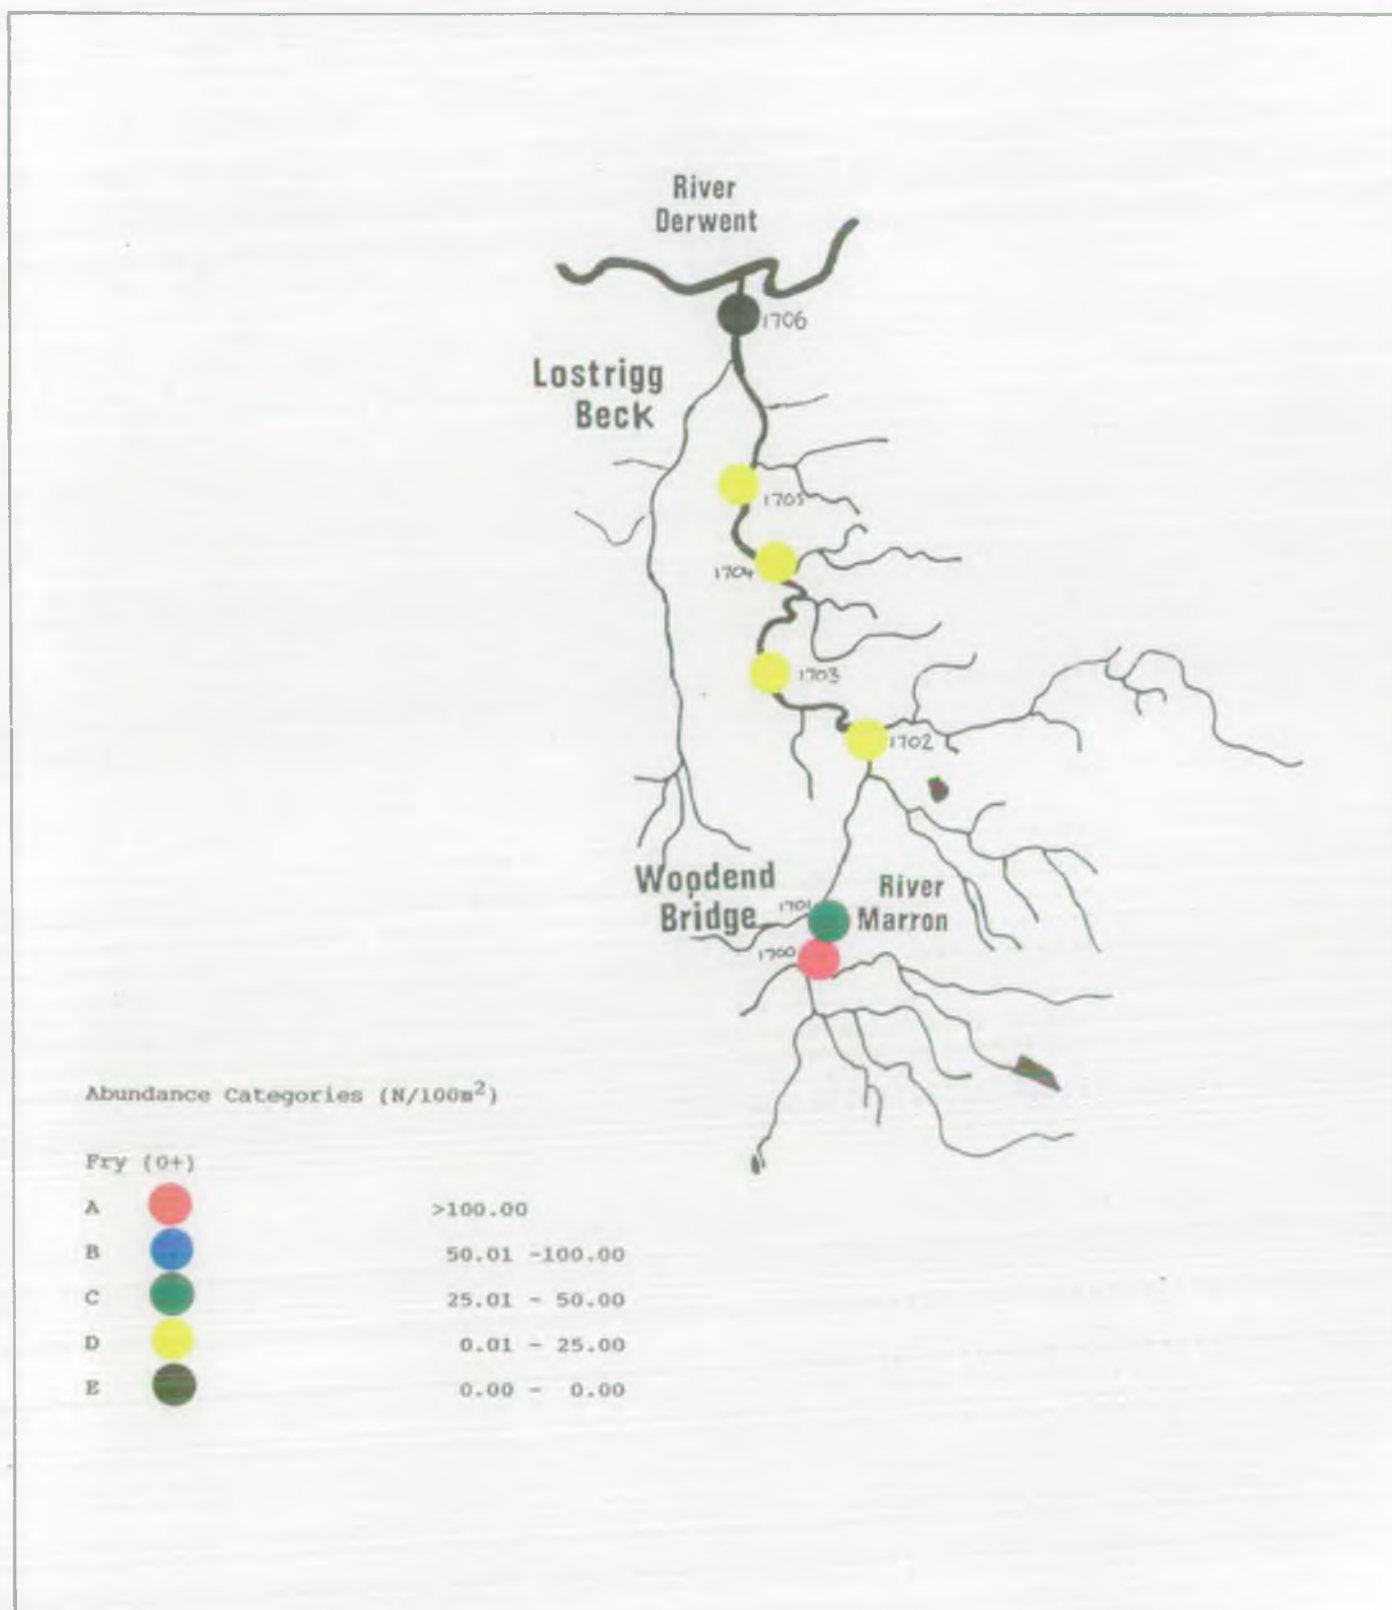 River
Derwent
1706
Lostrigg
Beck
1705
1704
1703
1702
Woodend
Bridge
1701
River
Marron
1700
Abundance Categories (N/100m²)
Fry (0+)
A >100.00
B 50.01 -100.00
C 25.01 - 50.00
D 0.01 - 25.00
E 0.00 - 0.00